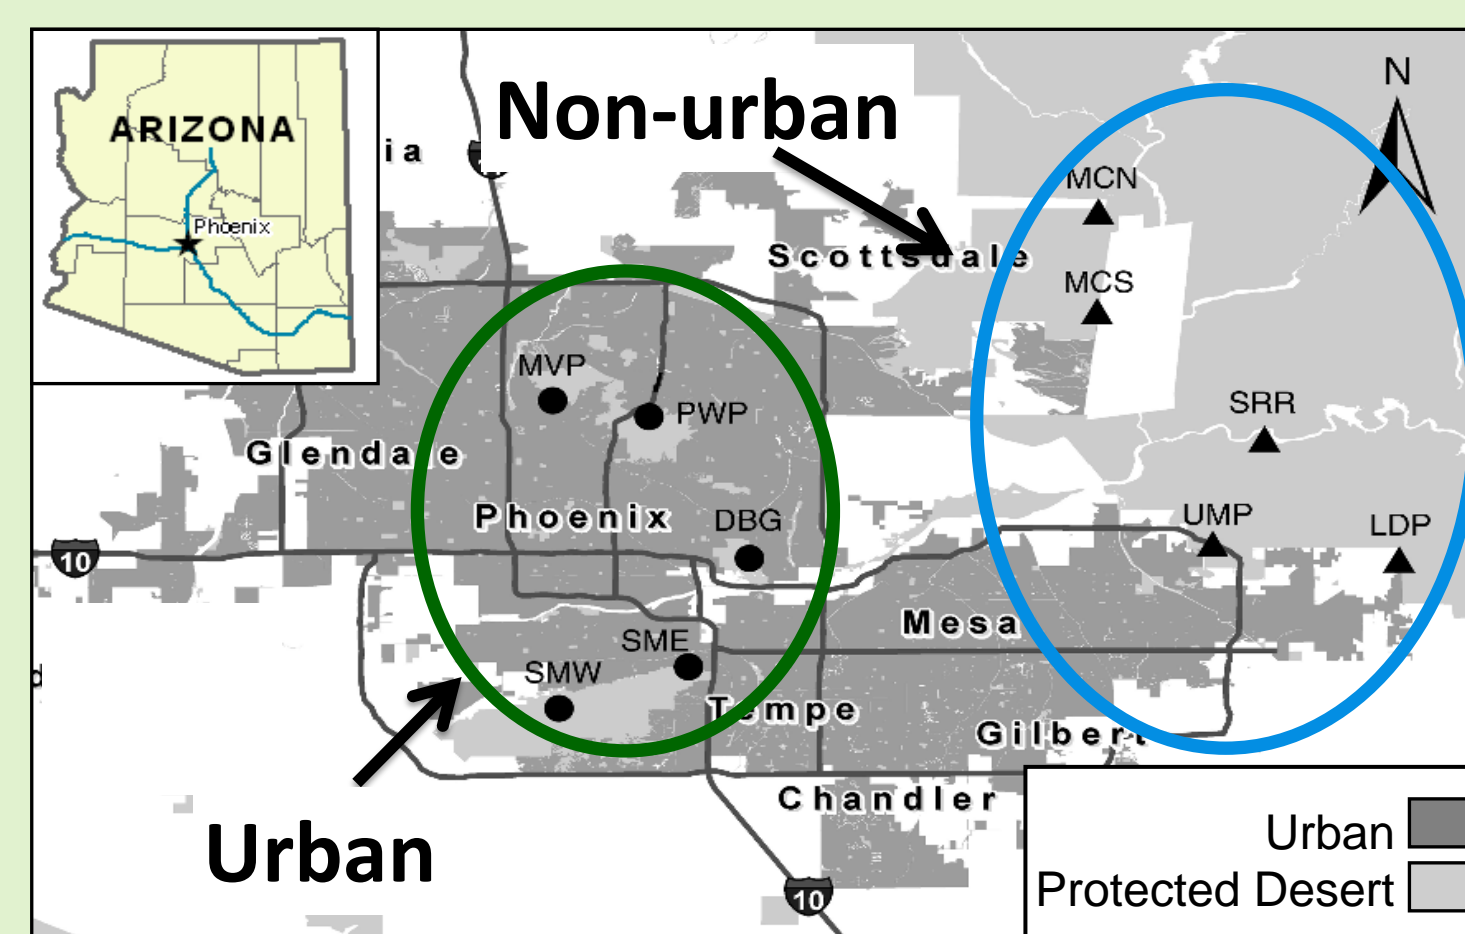 ARIZONA
Phoenix
Non-urban
N
ia
MCN
Scottsdale
MCS
MVP
PWP
SRR
Glendale
Phoenix
DBG
UMP
LDP
10
Mesa
SME
SMW
d
Tempe
Gilbert
Chandler
Urban
Urban
Protected Desert
10